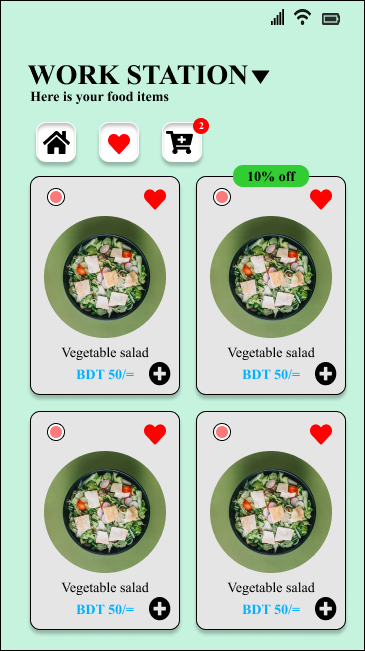 WORK STATION
Here is your food items
2
10% off
Vegetable salad
BDT 50/=
Vegetable salad
BDT 50/=
Vegetable salad
BDT 50/=
Vegetable salad
BDT 50/=